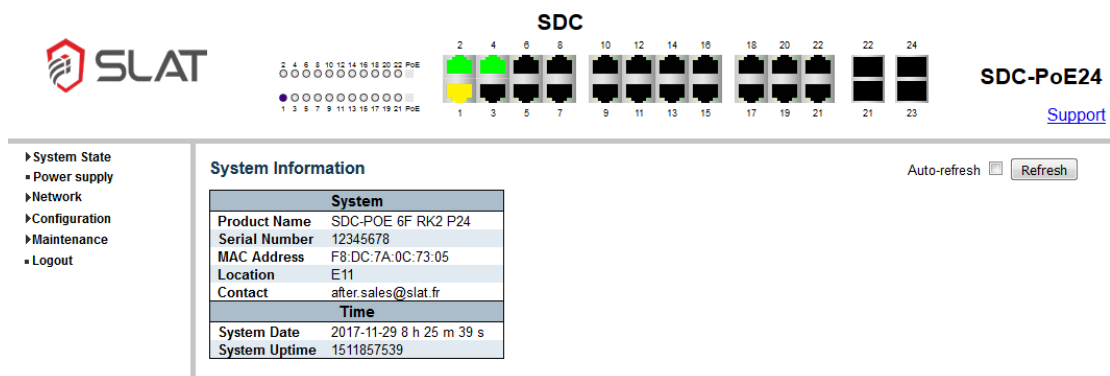 SDC
SLAT
2 4 6 8 10 12 14 16 18 20 22 PoE
1 3 5 7 9 11 13 15 17 19 21 PoE
2 4 6 8 10 12 14 16 18 20 22 22 24
1 3 5 7 9 11 13 15 17 19 21 21 23
SDC-PoE24
Support
System State
Power supply
Network
Configuration
Maintenance
Logout
System Information
Auto-refresh Refresh
System
Product Name SDC-POE 6F RK2 P24
Serial Number 12345678
MAC Address F8:DC:7A:0C:73:05
Location E11
Contact after.sales@slat.fr
Time
System Date 2017-11-29 8 h 25 m 39 s
System Uptime 1511857539